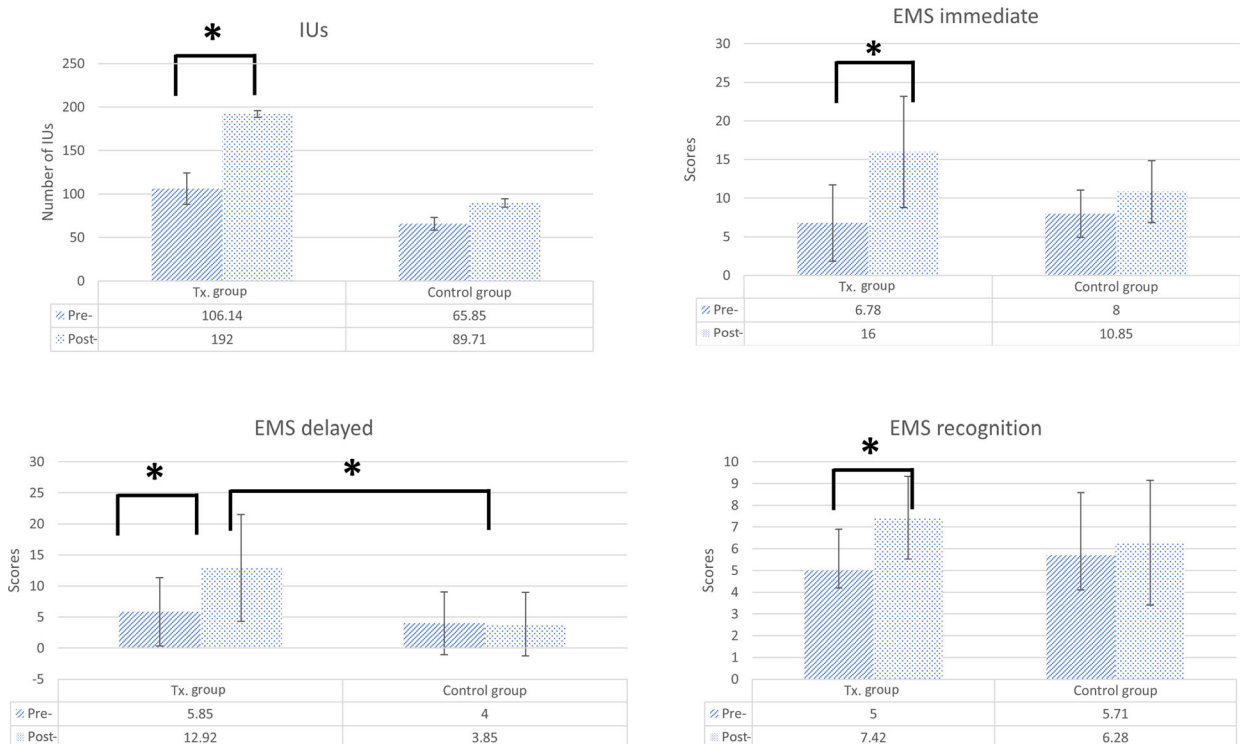 IUs
*
250
200
150
100
50
0
Number of IUs
Tx. group Control group
Pre- 106.14 65.85
Post- 192 89.71
EMS immediate
*
30
25
20
15
10
5
0
Scores
Tx. group Control group
Pre- 6.78 8
Post- 16 10.85
EMS delayed
* *
30
25
20
15
10
5
0
-5
Scores
Tx. group Control group
Pre- 5.85 4
Post- 12.92 3.85
EMS recognition
*
10
9
8
7
6
5
4
3
2
1
0
Scores
Tx. group Control group
Pre- 5 5.71
Post- 7.42 6.28